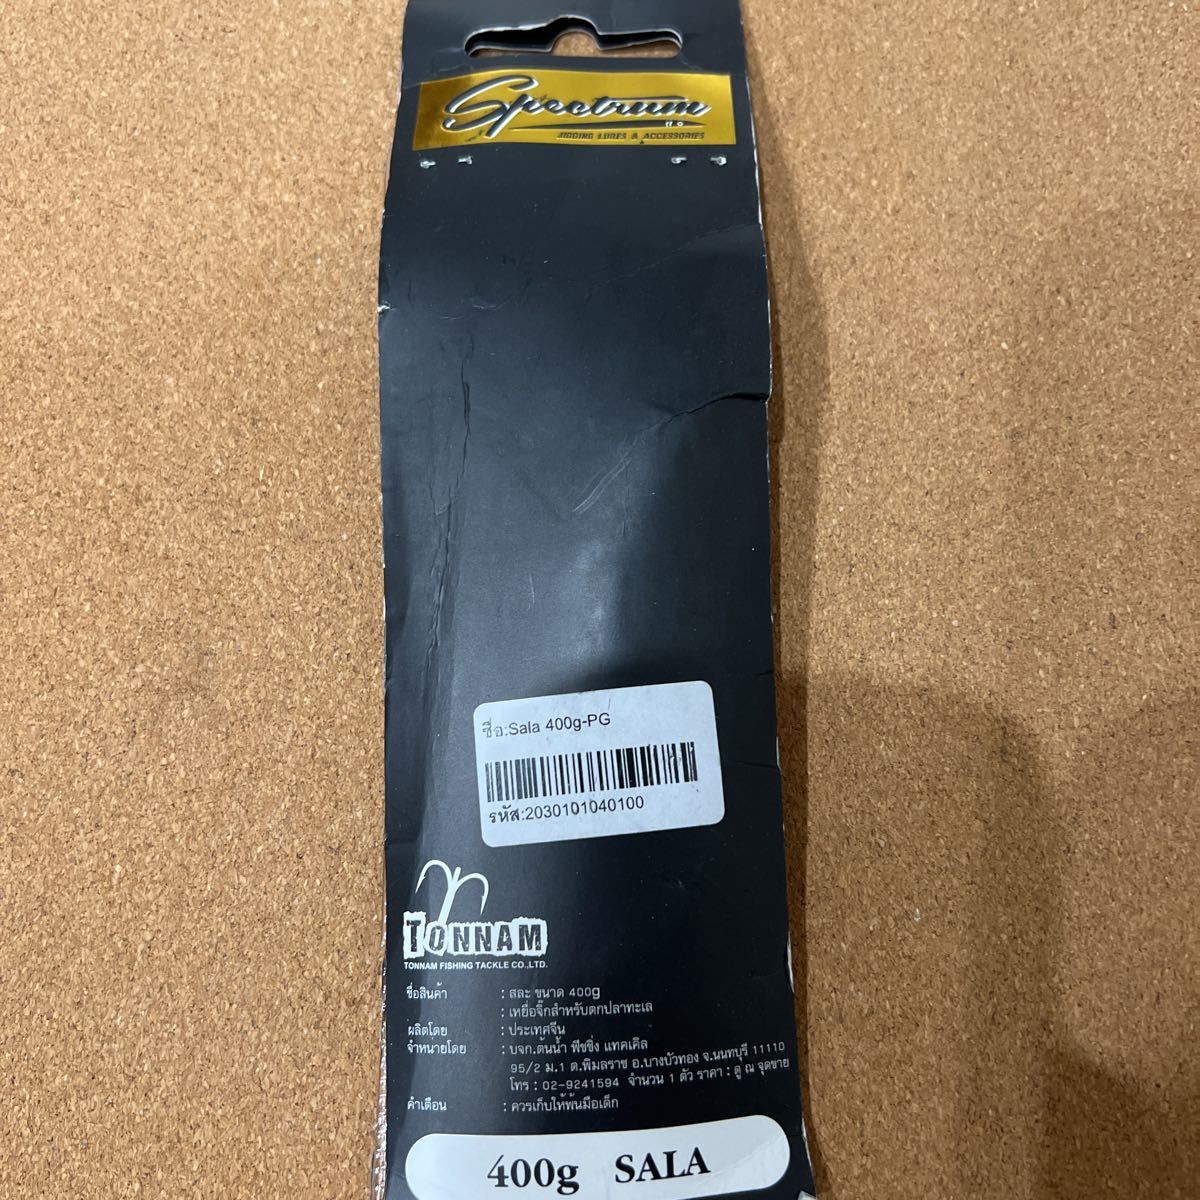 Spectrum
JIGGING LURES & ACCESSORIES
ชื่อ:Sala 400g-PG
รหัส:2030101040100
TONNAM
TONNAM FISHING TACKLE CO.,LTD.
ชื่อสินค้า : สละ ขนาด 400g
: เหยื่อจิ๊กสำหรับตกปลาทะเล
ผลิตโดย : ประเทศจีน
จำหน่ายโดย : บจก.ต้นน้ำ ฟิชชิ่ง แทคเคิล
95/2 ม.1 ต.พิมลราช อ.บางบัวทอง จ.นนทบุรี 11110
โทร : 02-9241594 จำนวน 1 ตัว ราคา : ดู ณ จุดขาย
คำเตือน : ควรเก็บให้พ้นมือเด็ก
400g SALA